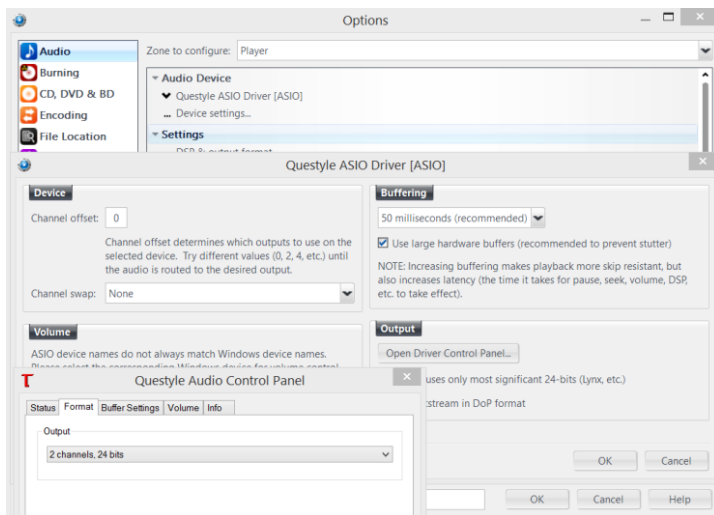 Options
Audio
Burning
CD, DVD & BD
Encoding
File Location
Zone to configure: Player
Audio Device
Questyle ASIO Driver [ASIO]
... Device settings...
Settings
Questyle ASIO Driver [ASIO]
Device
Channel offset: 0
Channel offset determines which outputs to use on the
selected device. Try different values (0, 2, 4, etc.) until
the audio is routed to the desired output.
Channel swap: None
Volume
ASIO device names do not always match Windows device names.
Buffering
50 milliseconds (recommended)
Use large hardware buffers (recommended to prevent stutter)
NOTE: Increasing buffering makes playback more skip resistant, but
also increases latency (the time it takes for pause, seek, volume, DSP,
etc. to take effect).
Output
Open Driver Control Panel...
uses only most significant 24-bits (Lynx, etc.)
tstream in DoP format
OK Cancel
OK Cancel Help
Questyle Audio Control Panel
Status Format Buffer Settings Volume Info
Output
2 channels, 24 bits